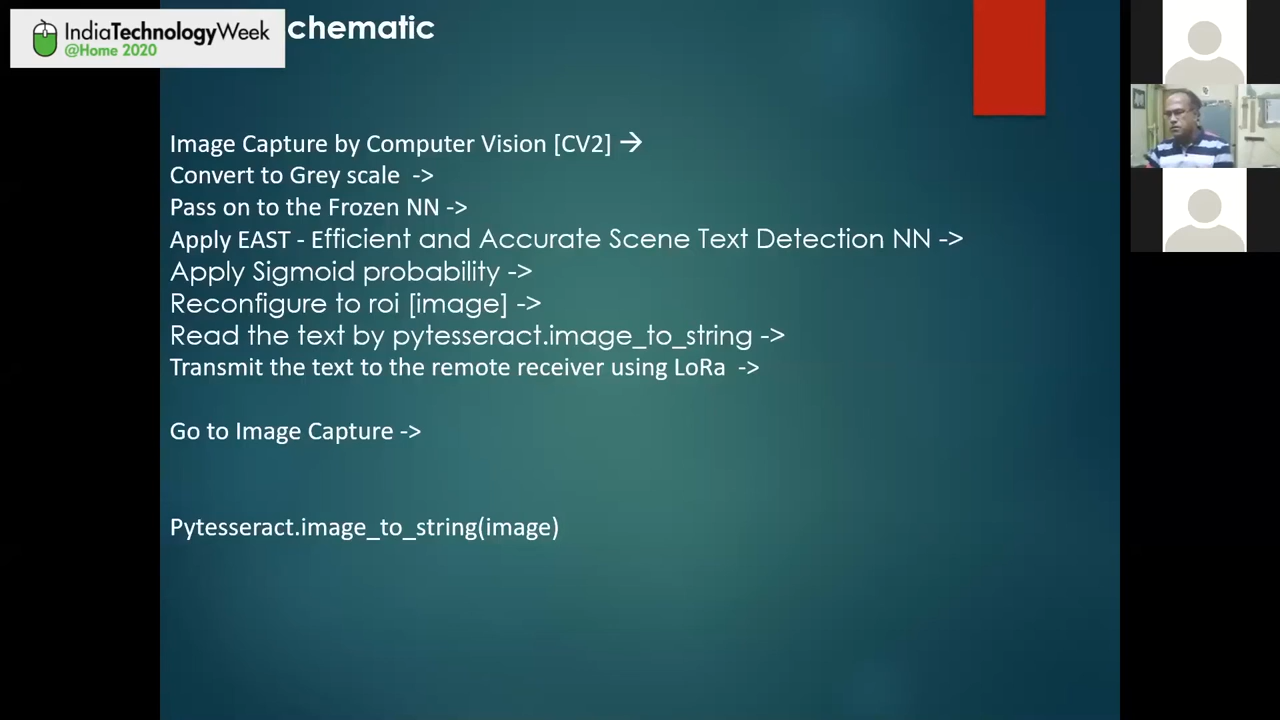 IndiaTechnologyWeek
@Home 2020
chematic
Image Capture by Computer Vision [CV2] →
Convert to Grey scale ->
Pass on to the Frozen NN ->
Apply EAST - Efficient and Accurate Scene Text Detection NN ->
Apply Sigmoid probability ->
Reconfigure to roi [image] ->
Read the text by pytesseract.image_to_string ->
Transmit the text to the remote receiver using LoRa ->
Go to Image Capture ->
Pytesseract.image_to_string(image)